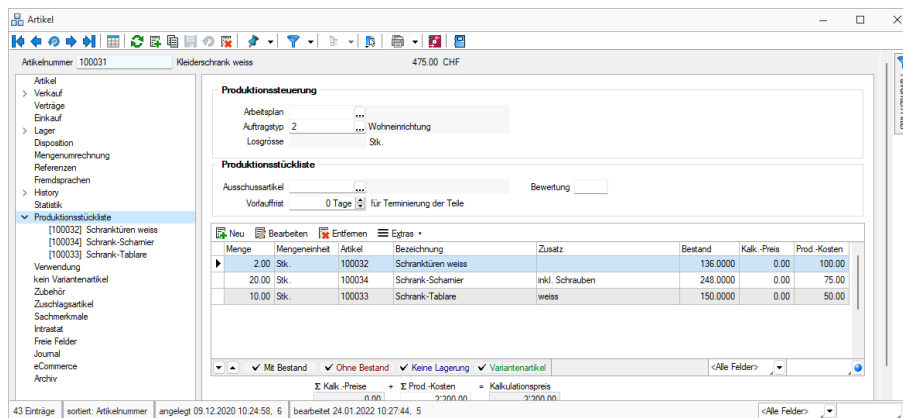 Artikel
Artikelnummer 100031 Kleiderschrank weiss 475.00 CHF
Artikel
Verkauf
Verträge
Einkauf
Lager
Disposition
Mengenumrechnung
Referenzen
Fremdsprachen
History
Statistik
Produktionsstückliste
[100032] Schranktüren weiss
[100034] Schrank-Scharnier
[100033] Schrank-Tablare
Verwendung
kein Variantenartikel
Zubehör
Zuschlagsartikel
Sachmerkmale
Intrastat
Freie Felder
Journal
eCommerce
Archiv
Produktionssteuerung
Arbeitsplan ...
Auftragstyp 2 ... Wohneinrichtung
Losgrösse Stk.
Produktionsstückliste
Ausschussartikel ... Bewertung
Vorlauffrist 0 Tage für Terminierung der Teile
Neu Bearbeiten Entfernen Extras
Menge Mengeneinheit Artikel Bezeichnung Zusatz Bestand Kalk.-Preis Prod.-Kosten
2.00 Stk. 100032 Schranktüren weiss 136.0000 0.00 100.00
20.00 Stk. 100034 Schrank-Scharnier inkl. Schrauben 248.0000 0.00 75.00
10.00 Stk. 100033 Schrank-Tablare weiss 150.0000 0.00 50.00
Mit Bestand Ohne Bestand Keine Lagerung Variantenartikel <Alle Felder>
Σ Kalk.-Preise + Σ Prod.-Kosten = Kalkulationspreis
0.00 2'200.00 2'200.00
43 Einträge sortiert: Artikelnummer angelegt 09.12.2020 10:24:58, 6 bearbeitet 24.01.2022 10:27:44, 5 <Alle Felder>